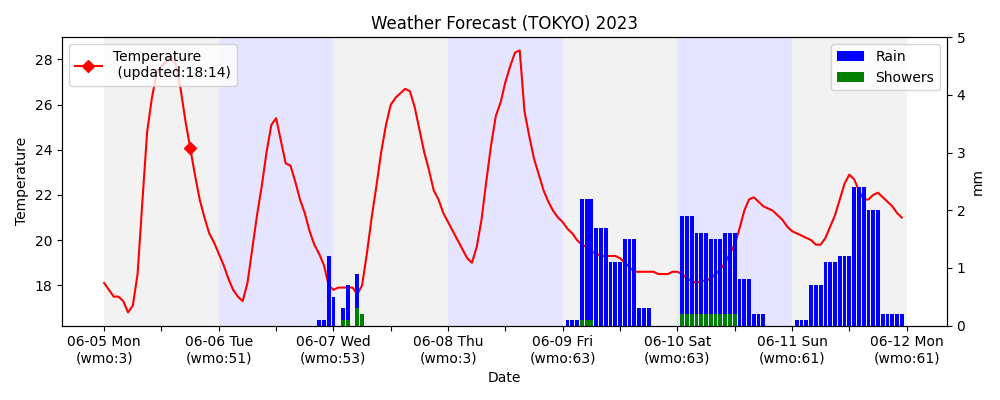 Weather Forecast (TOKYO) 2023
Temperature
(updated:18:14)
Rain
Showers
28
26
24
22
20
18
Temperature
5
4
3
2
1
0
mm
06-05 Mon
(wmo:3)
06-06 Tue
(wmo:51)
06-07 Wed
(wmo:53)
06-08 Thu
(wmo:3)
06-09 Fri
(wmo:63)
06-10 Sat
(wmo:63)
06-11 Sun
(wmo:61)
06-12 Mon
(wmo:61)
Date